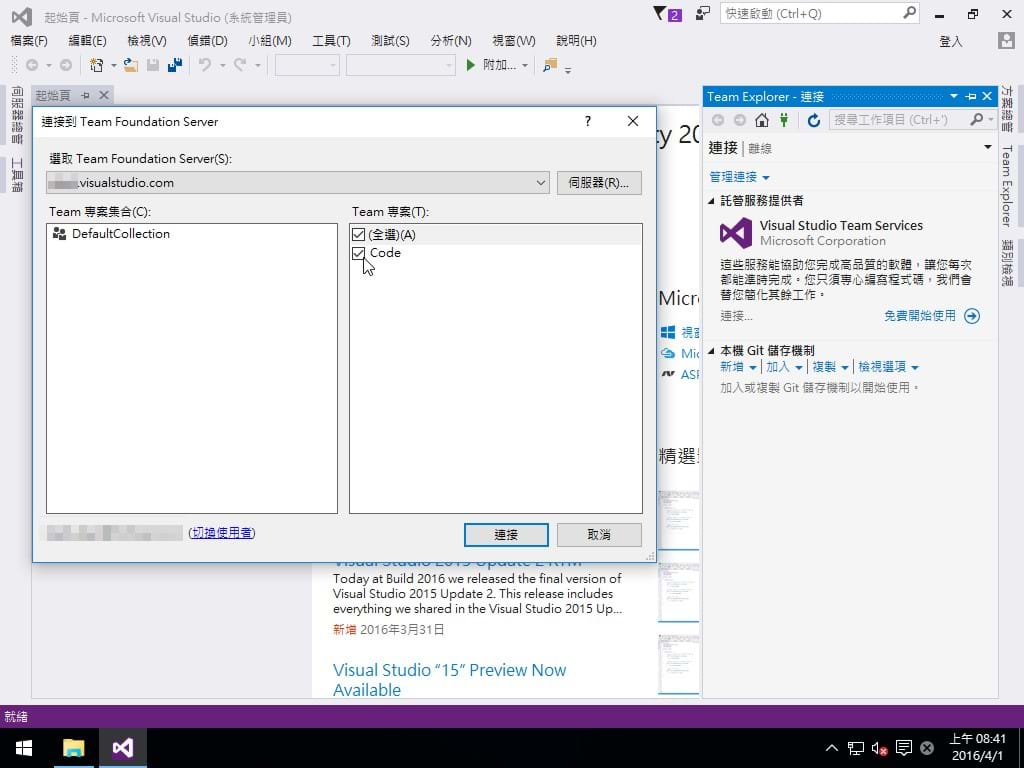 起始頁 - Microsoft Visual Studio (系統管理員)
2
快速啟動 (Ctrl+Q)
檔案(F) 編輯(E) 檢視(V) 偵錯(D) 小組(M) 工具(T) 測試(S) 分析(N) 視窗(W) 說明(H)
登入
附加...
伺服器總管
工具箱
起始頁
連接到 Team Foundation Server
?
選取 Team Foundation Server(S):
.visualstudio.com
伺服器(R)...
Team 專案集合(C):
Team 專案(T):
DefaultCollection
(全選)(A)
Code
(切換使用者)
連接
取消
ty 20
Micr
視窗
Mic
ASP
精選
Visual Studio 2015 Update 2 RTM
Today at Build 2016 we released the final version of
Visual Studio 2015 Update 2. This release includes
everything we shared in the Visual Studio 2015 Up...
新增 2016年3月31日
Visual Studio “15” Preview Now
Available
Team Explorer - 連接
搜尋工作項目 (Ctrl+')
連接 | 離線
管理連接
託管服務提供者
Visual Studio Team Services
Microsoft Corporation
這些服務能協助您完成高品質的軟體，讓您每次
都能準時完成。您只須專心編寫程式碼，我們會
替您簡化其餘工作。
連接...
免費開始使用
本機 Git 儲存機制
新增 | 加入 | 複製 | 檢視選項
加入或複製 Git 儲存機制以開始使用。
方案總管
Team Explorer
類別檢視
就緒
上午 08:41
2016/4/1